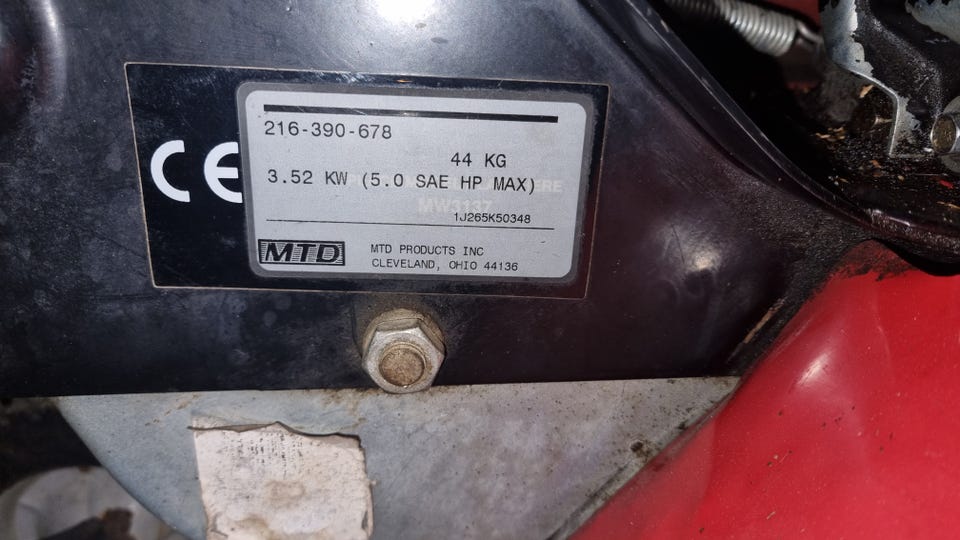 CE
216-390-678
44 KG
3.52 KW (5.0 SAE HP MAX)
MW3137
1J265K50348
MTD
MTD PRODUCTS INC
CLEVELAND, OHIO 44136